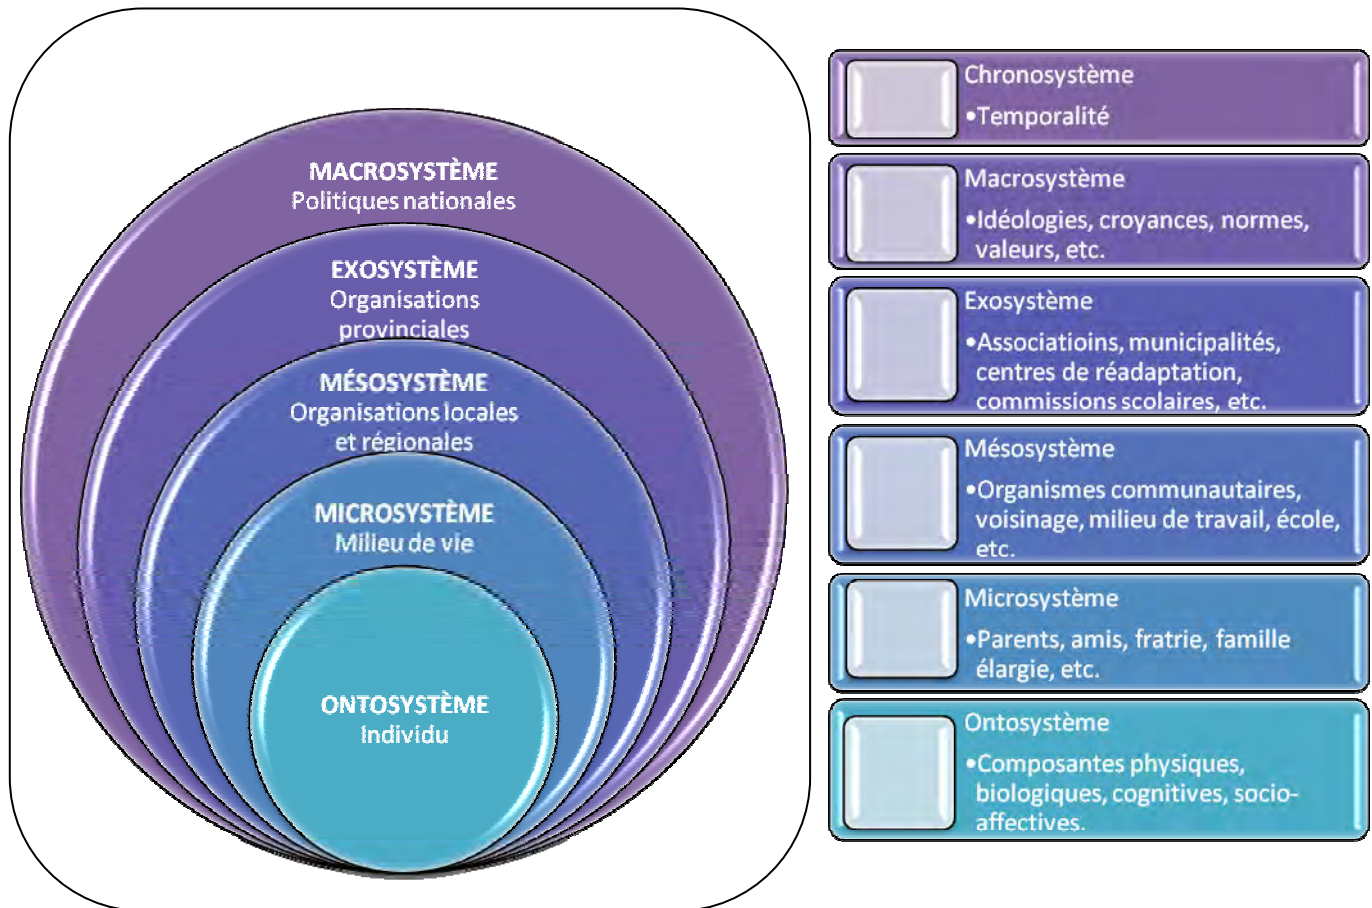 MACROSYSTÈME
Politiques nationales
EXOSYSTÈME
Organisations
provinciales
MÉSOSYSTÈME
Organisations locales
et régionales
MICROSYSTÈME
Milieu de vie
ONTOSYSTÈME
Individu
Chronosystème
•Temporalité
Macrosystème
•Idéologies, croyances, normes,
valeurs, etc.
Exosystème
•Associatioins, municipalités,
centres de réadaptation,
commissions scolaires, etc.
Mésosystème
•Organismes communautaires,
voisinage, milieu de travail, école,
etc.
Microsystème
•Parents, amis, fratrie, famille
élargie, etc.
Ontosystème
•Composantes physiques,
biologiques, cognitives, socio-
affectives.